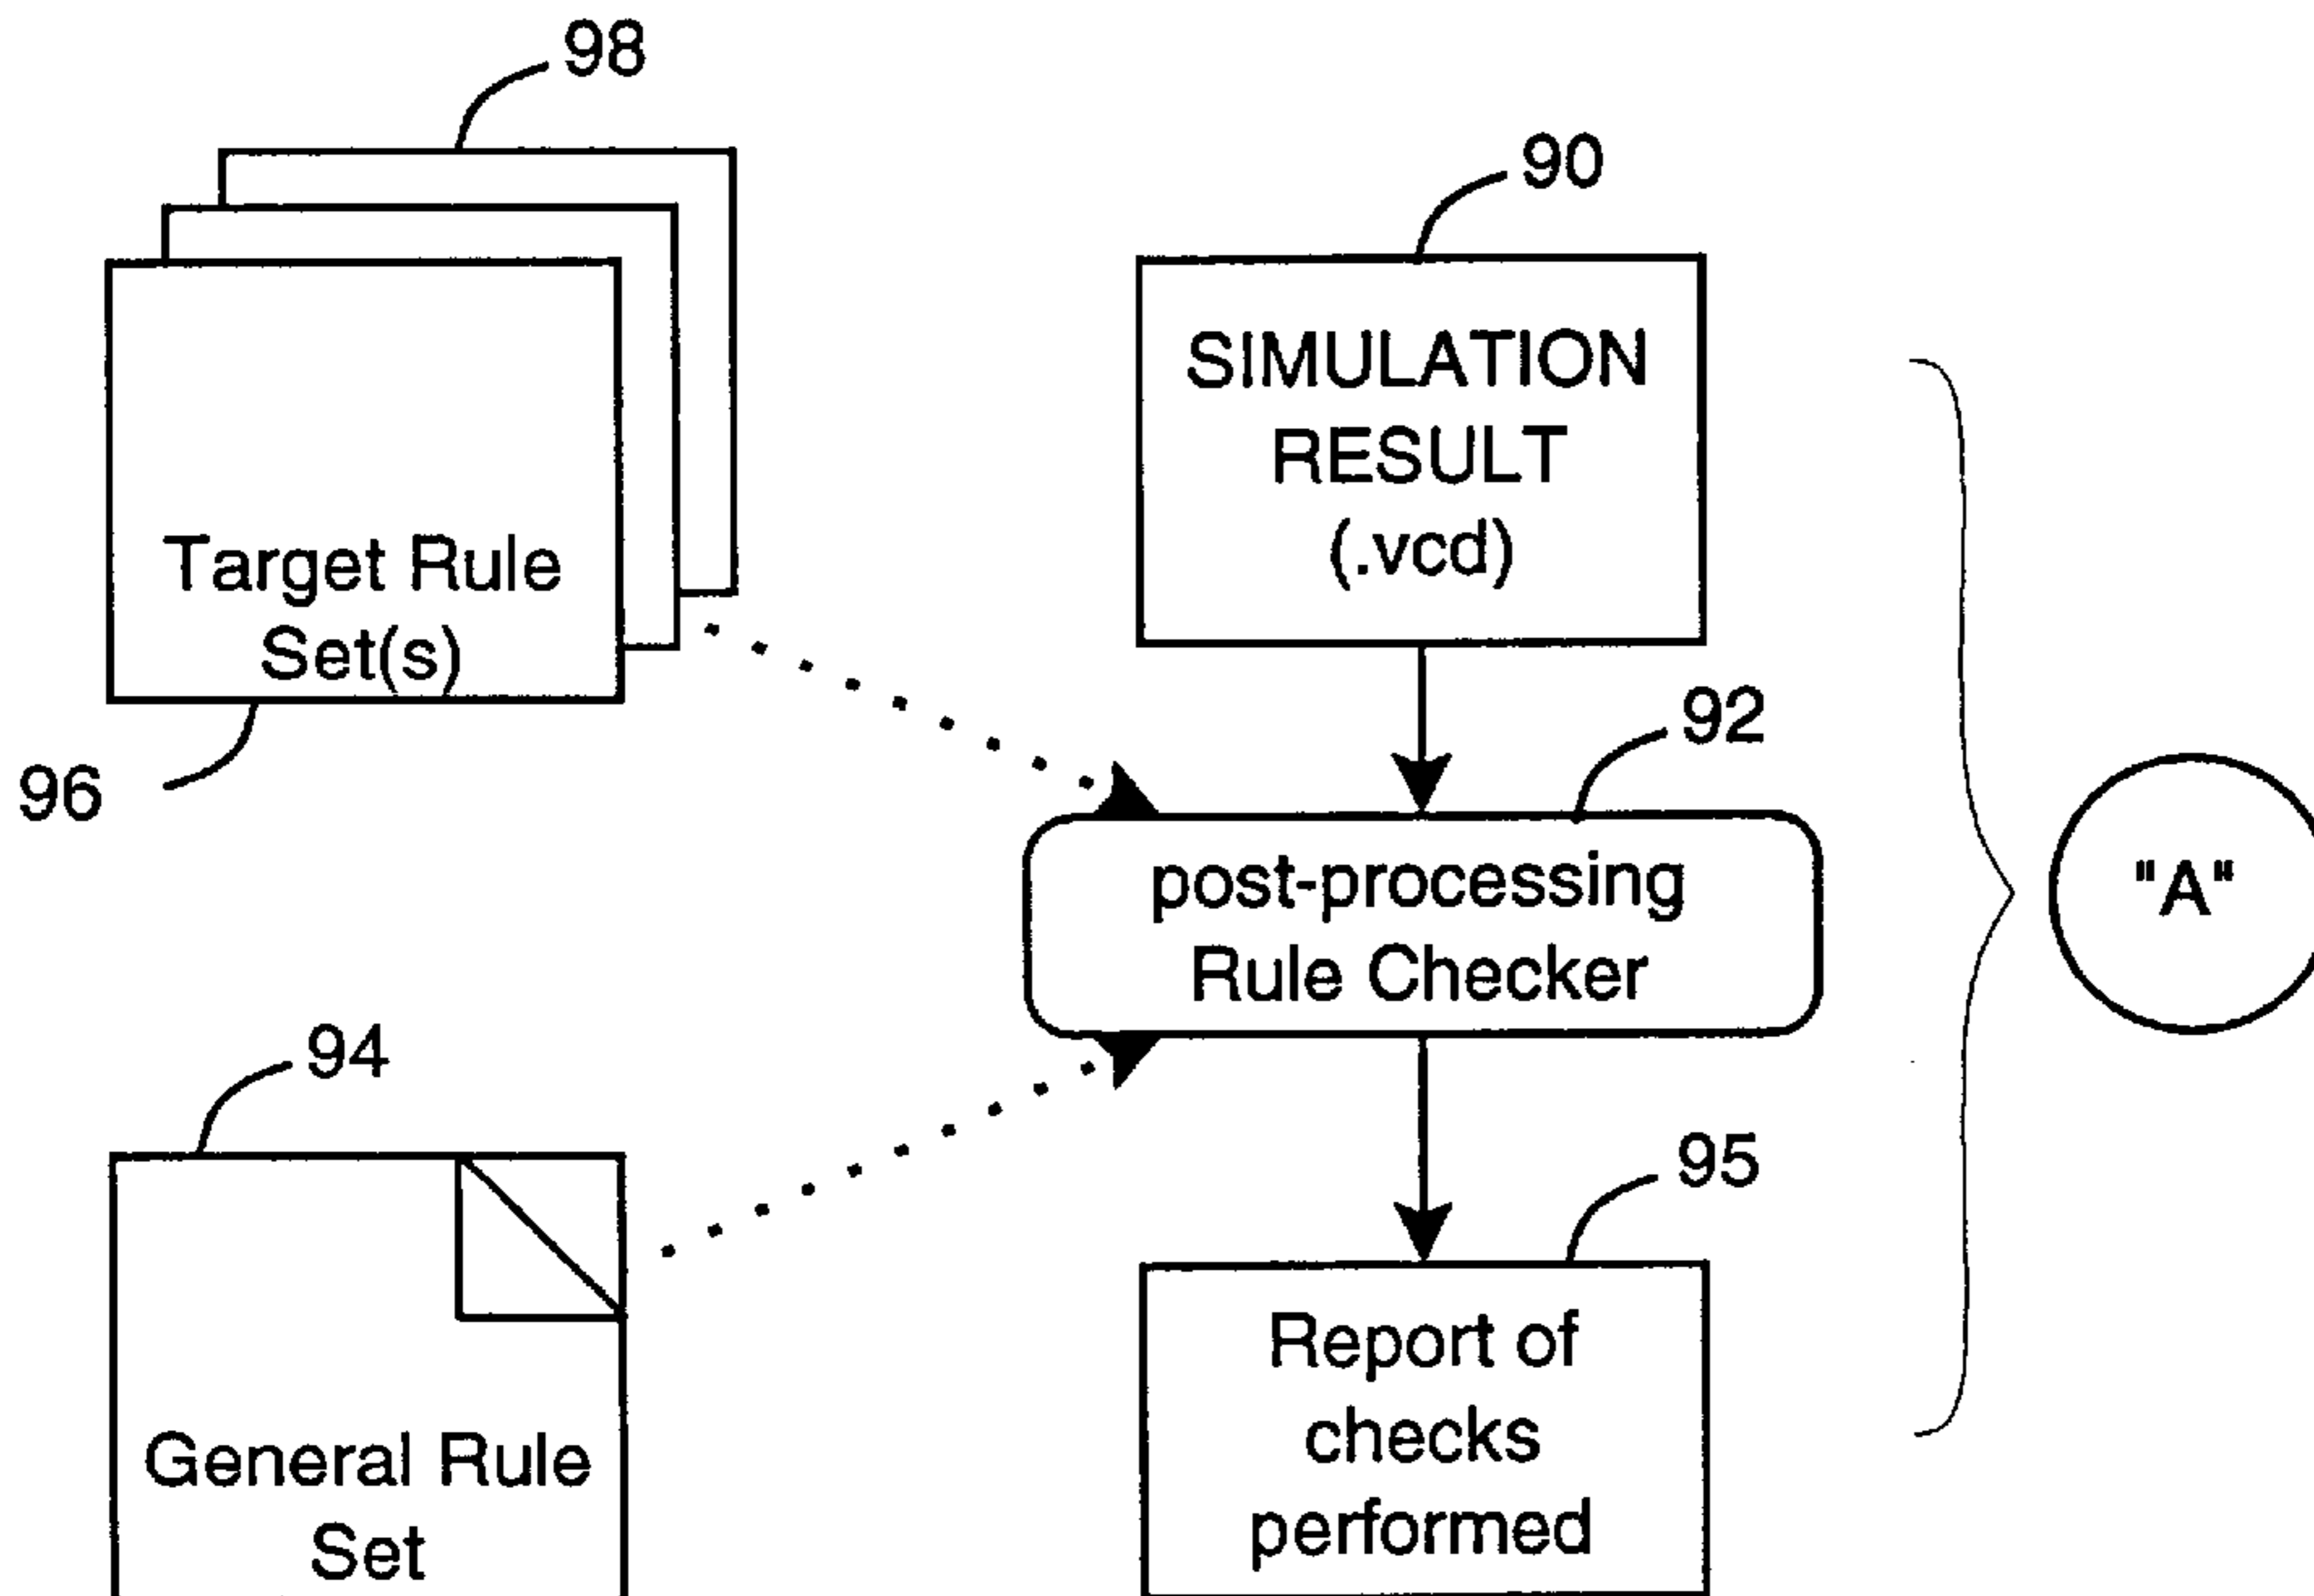 98
90
SIMULATION
RESULT
(.vcd)
Target Rule
Set(s)
96
92
post-processing
Rule Checker
"A"
94
95
General Rule
Set
Report of
checks
performed